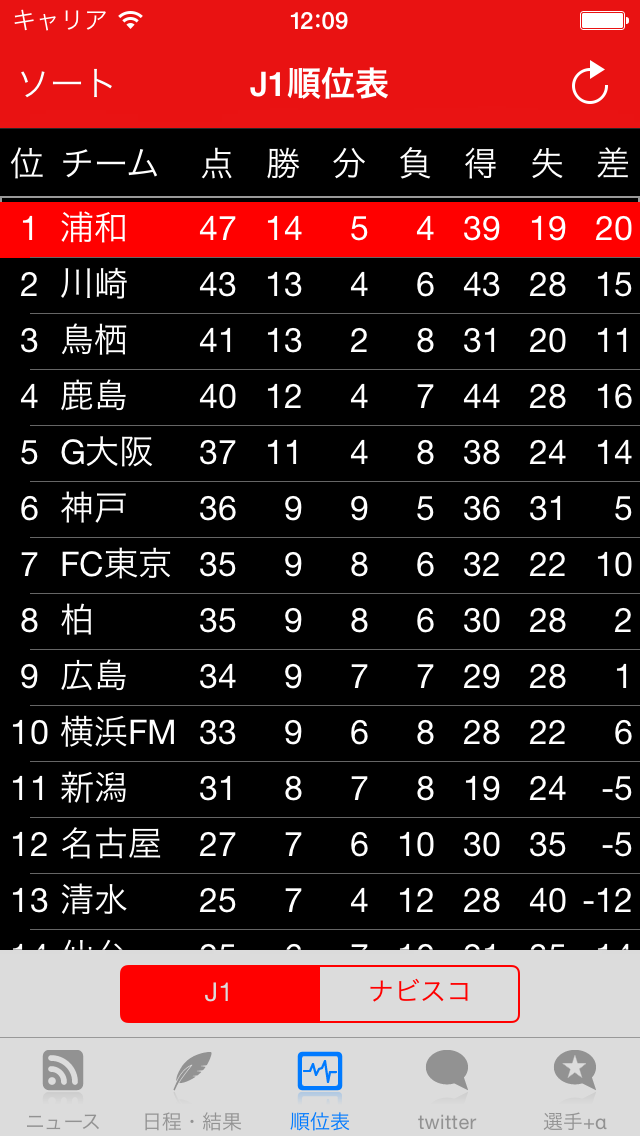 キャリア 12:09
ソート J1順位表
位 チーム 点 勝 分 負 得 失 差
1 浦和 47 14 5 4 39 19 20
2 川崎 43 13 4 6 43 28 15
3 鳥栖 41 13 2 8 31 20 11
4 鹿島 40 12 4 7 44 28 16
5 G大阪 37 11 4 8 38 24 14
6 神戸 36 9 9 5 36 31 5
7 FC東京 35 9 8 6 32 22 10
8 柏 35 9 8 6 30 28 2
9 広島 34 9 7 7 29 28 1
10 横浜FM 33 9 6 8 28 22 6
11 新潟 31 8 7 8 19 24 -5
12 名古屋 27 7 6 10 30 35 -5
13 清水 25 7 4 12 28 40 -12
J1 ナビスコ
ニュース 日程・結果 順位表 twitter 選手+α